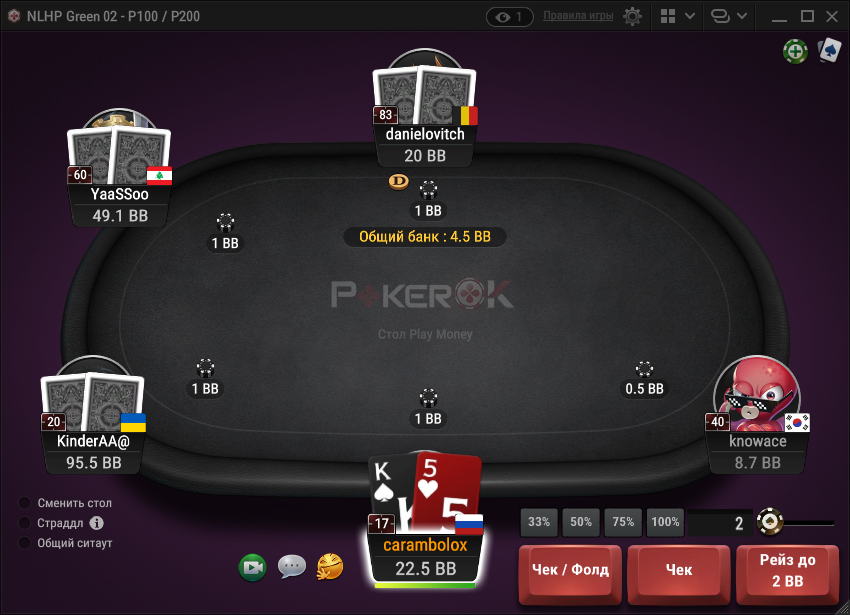 NLHP Green 02 - P100 / P200
1
Правила игры
83
danielovitch
20 BB
60
YaaSSoo
49.1 BB
D
1 BB
1 BB
Общий банк : 4.5 BB
POKEROK
Стол Play Money
1 BB
1 BB
0.5 BB
20
KinderAA@
95.5 BB
40
knowace
8.7 BB
K
5
K
5
17
carambolox
22.5 BB
Сменить стол
Страддл i
Общий ситаут
33% 50% 75% 100% 2
Чек / Фолд
Чек
Рейз до
2 BB